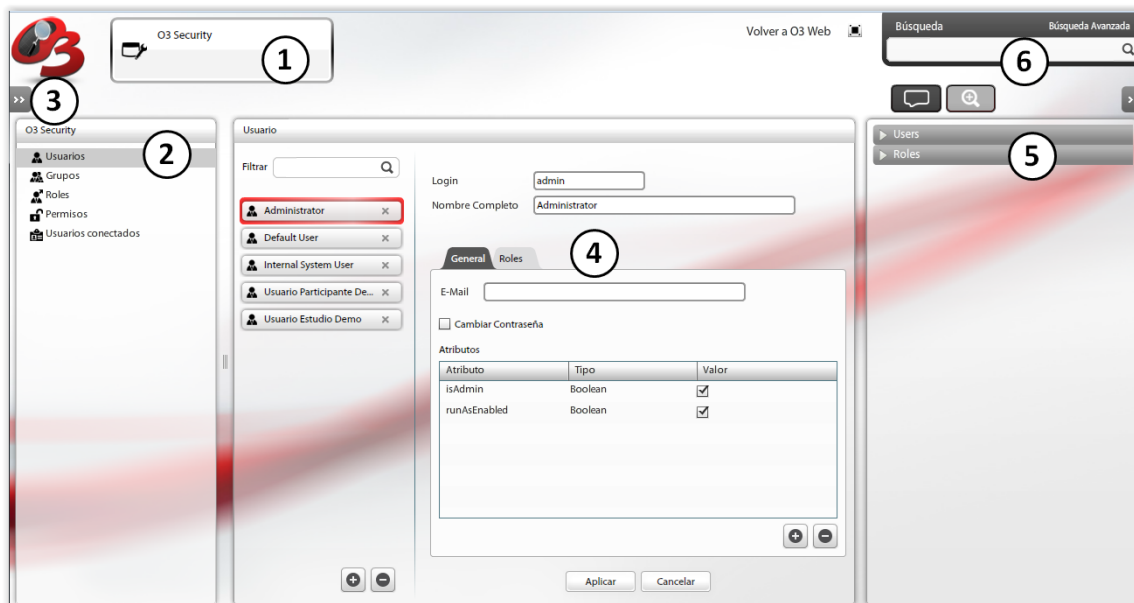 O3
O3 Security
1
Volver a O3 Web
Búsqueda
Búsqueda Avanzada
6
3
O3 Security
2
Usuarios
Grupos
Roles
Permisos
Usuarios conectados
Usuario
Filtrar
Administrator
Default User
Internal System User
Usuario Participante De...
Usuario Estudio Demo
Login admin
Nombre Completo Administrator
4
General Roles
E-Mail
Cambiar Contraseña
Atributos
Atributo Tipo Valor
isAdmin Boolean
runAsEnabled Boolean
Aplicar Cancelar
Users
Roles
5